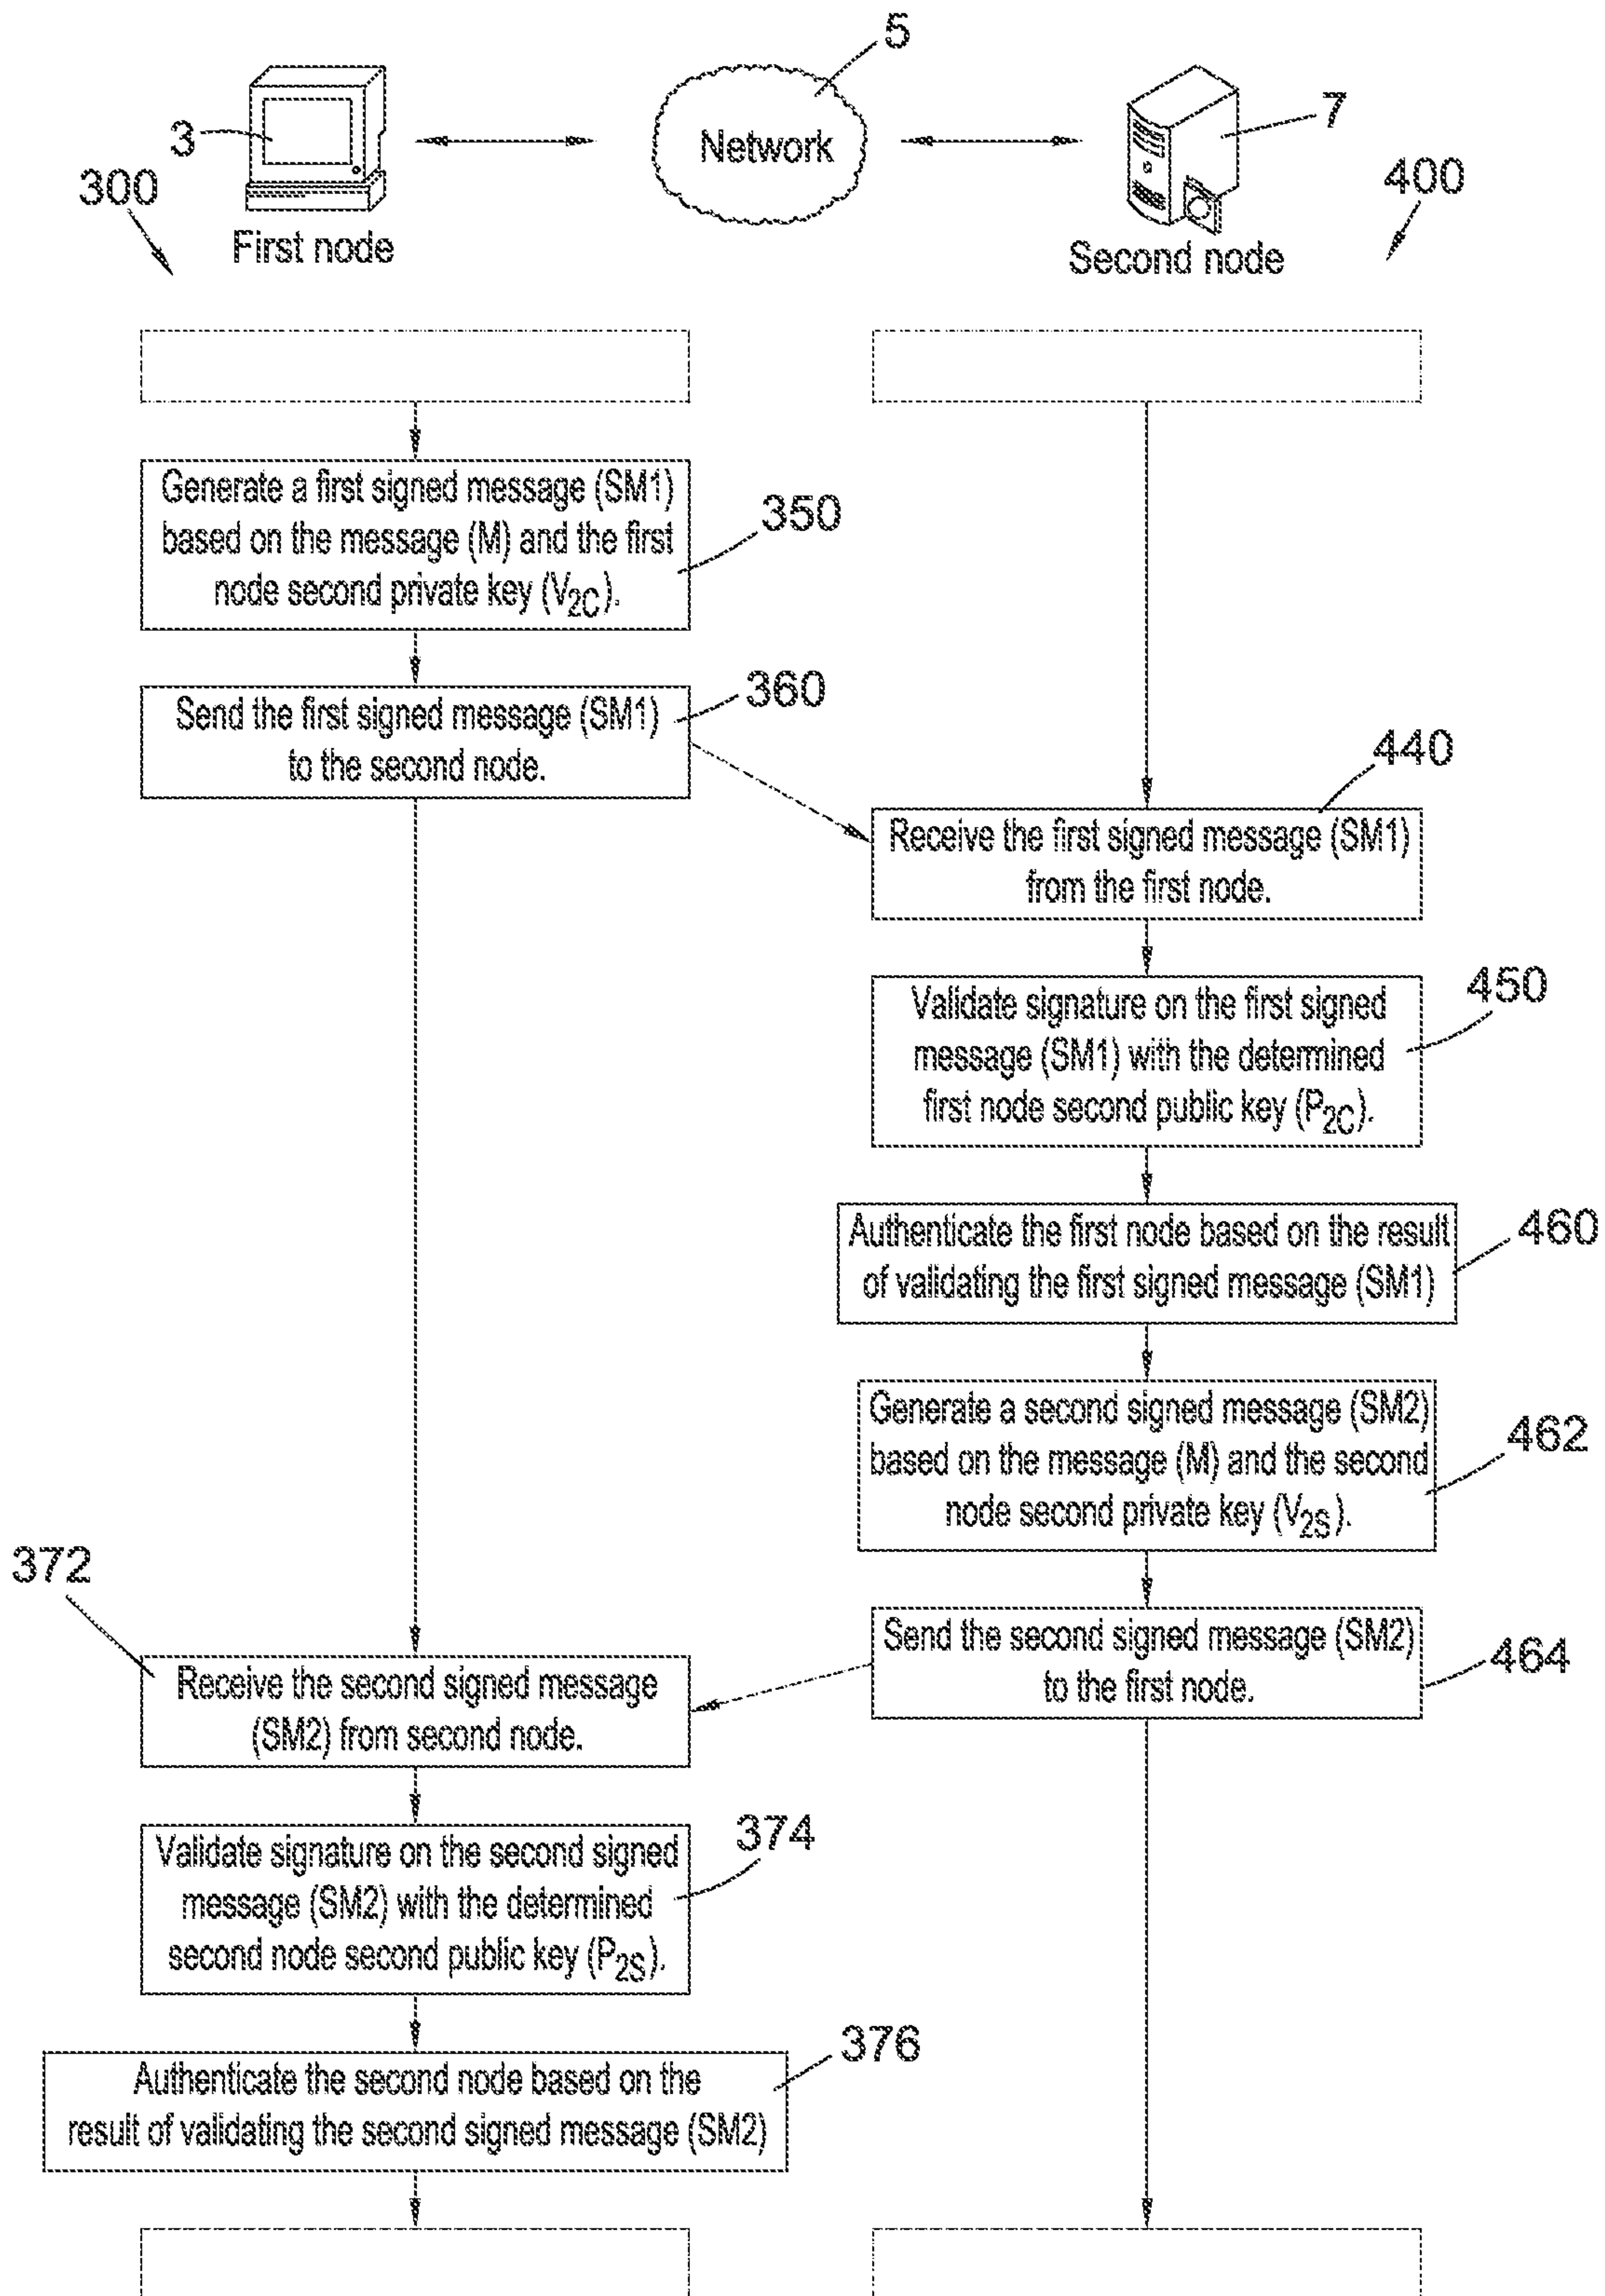 5
3
Network
7
300
400
First node
Second node
Generate a first signed message (SM1)
based on the message (M) and the first
node second private key (V2C).
350
Send the first signed message (SM1)
to the second node.
360
440
Receive the first signed message (SM1)
from the first node.
Validate signature on the first signed
message (SM1) with the determined
first node second public key (P2C).
450
Authenticate the first node based on the result
of validating the first signed message (SM1)
460
Generate a second signed message (SM2)
based on the message (M) and the second
node second private key (V2S).
462
Send the second signed message (SM2)
to the first node.
464
372
Receive the second signed message
(SM2) from second node.
Validate signature on the second signed
message (SM2) with the determined
second node second public key (P2S).
374
Authenticate the second node based on the
result of validating the second signed message (SM2)
376